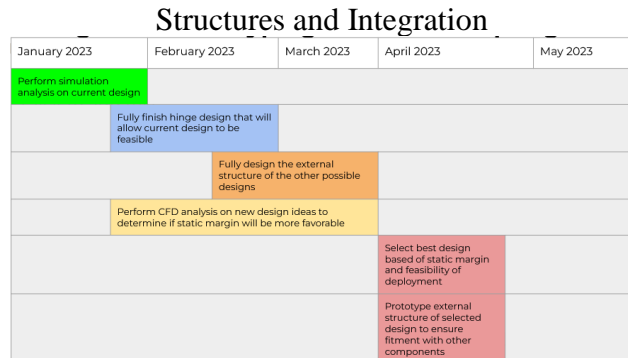 Structures and Integration
January 2023
February 2023
March 2023
April 2023
May 2023
Perform simulation
analysis on current design
Fully finish hinge design that will
allow current design to be
feasible
Fully design the external
structure of the other possible
designs
Perform CFD analysis on new design ideas to
determine if static margin will be more favorable
Select best design
based of static margin
and feasibility of
deployment
Prototype external
structure of selected
design to ensure
fitment with other
components